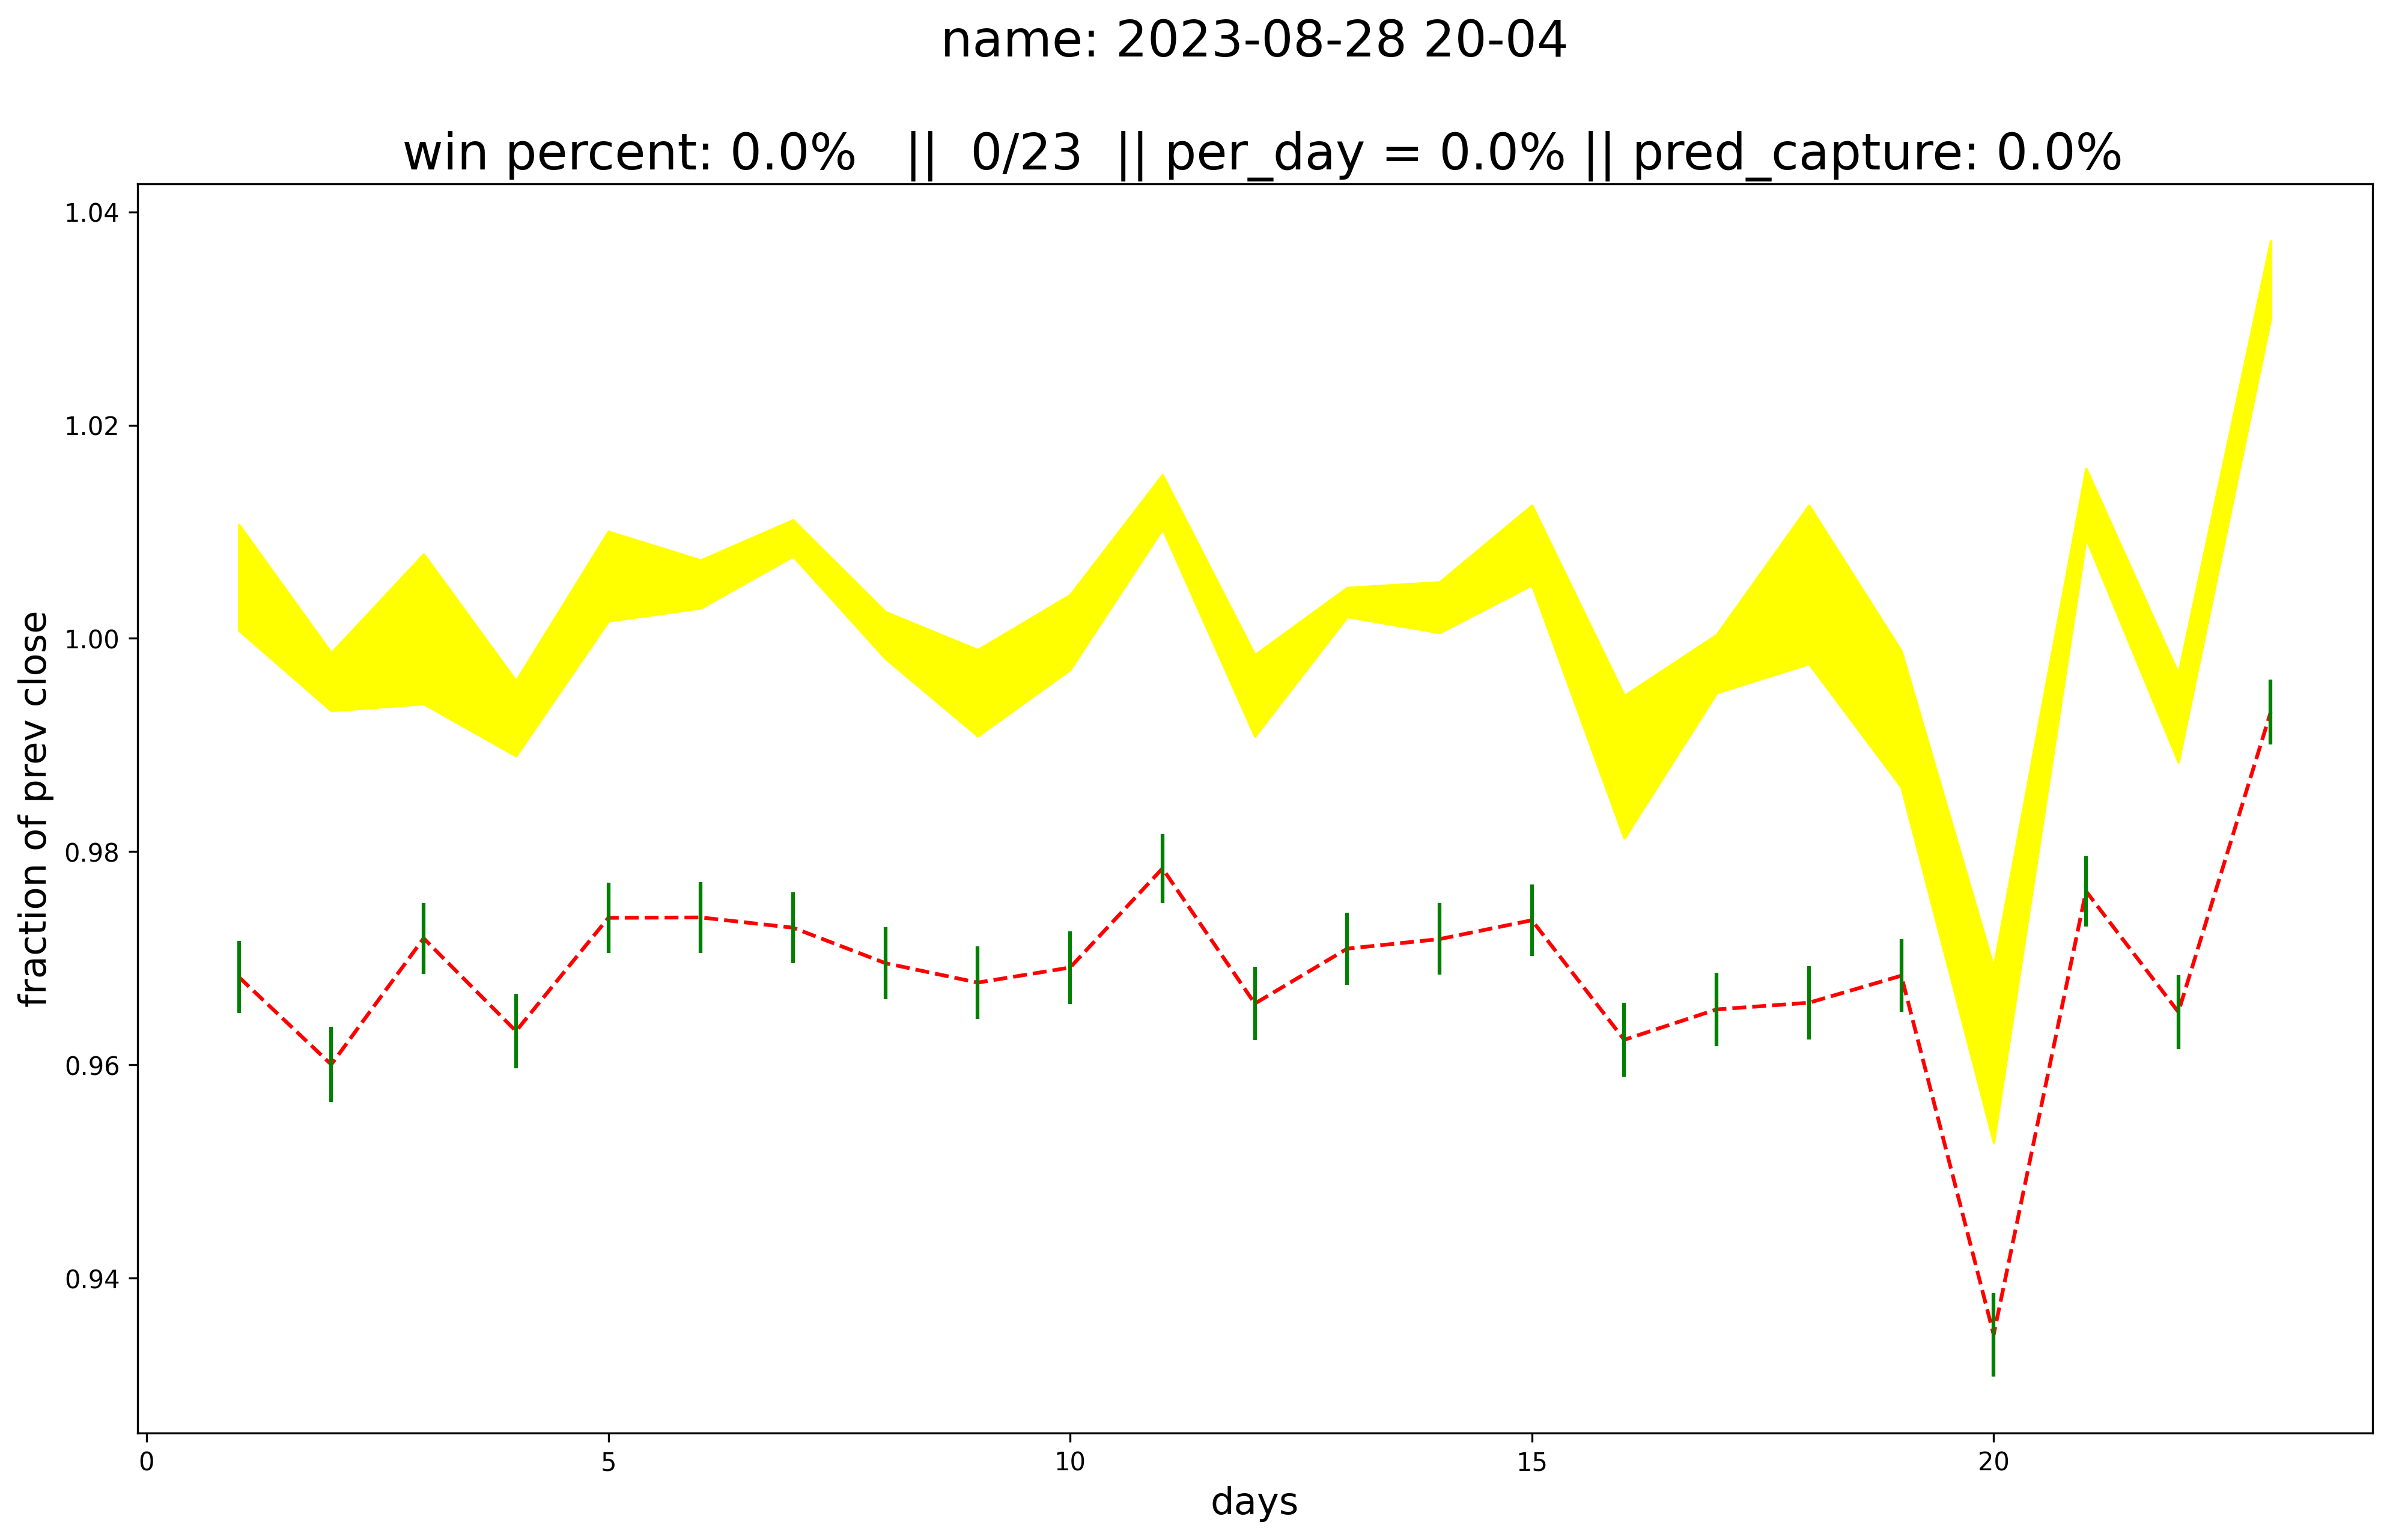 name: 2023-08-28 20-04
win percent: 0.0% || 0/23 || per_day = 0.0% || pred_capture: 0.0%
1.04
1.02
1.00
0.98
0.96
0.94
fraction of prev close
0 5 10 15 20
days